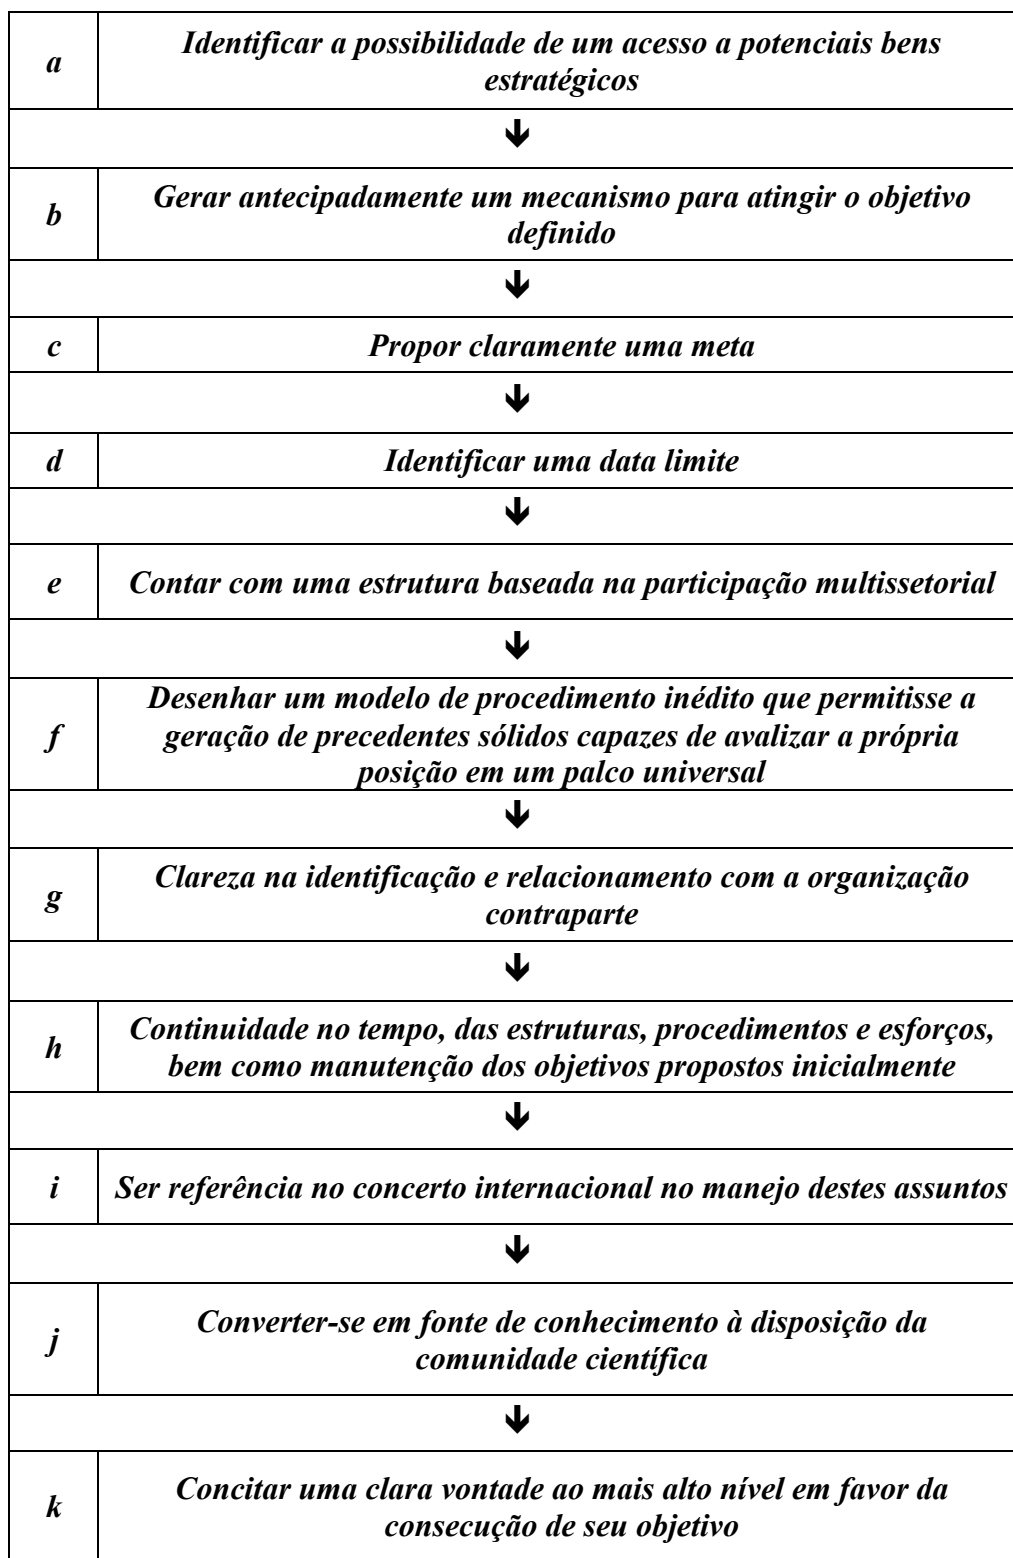 a
Identificar a possibilidade de um acesso a potenciais bens
estratégicos
🡫
b
Gerar antecipadamente um mecanismo para atingir o objetivo
definido
🡫
c
Propor claramente uma meta
🡫
d
Identificar uma data limite
🡫
e
Contar com uma estrutura baseada na participação multissetorial
🡫
f
Desenhar um modelo de procedimento inédito que permitisse a
geração de precedentes sólidos capazes de avalizar a própria
posição em um palco universal
🡫
g
Clareza na identificação e relacionamento com a organização
contraparte
🡫
h
Continuidade no tempo, das estruturas, procedimentos e esforços,
bem como manutenção dos objetivos propostos inicialmente
🡫
i
Ser referência no concerto internacional no manejo destes assuntos
🡫
j
Converter-se em fonte de conhecimento à disposição da
comunidade científica
🡫
k
Concitar uma clara vontade ao mais alto nível em favor da
consecução de seu objetivo